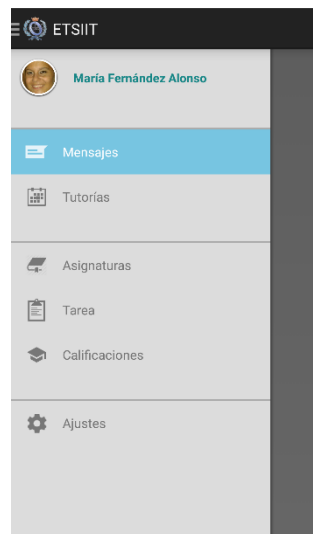 ETSIIT
María Fernández Alonso
Mensajes
Tutorías
Asignaturas
Tarea
Calificaciones
Ajustes